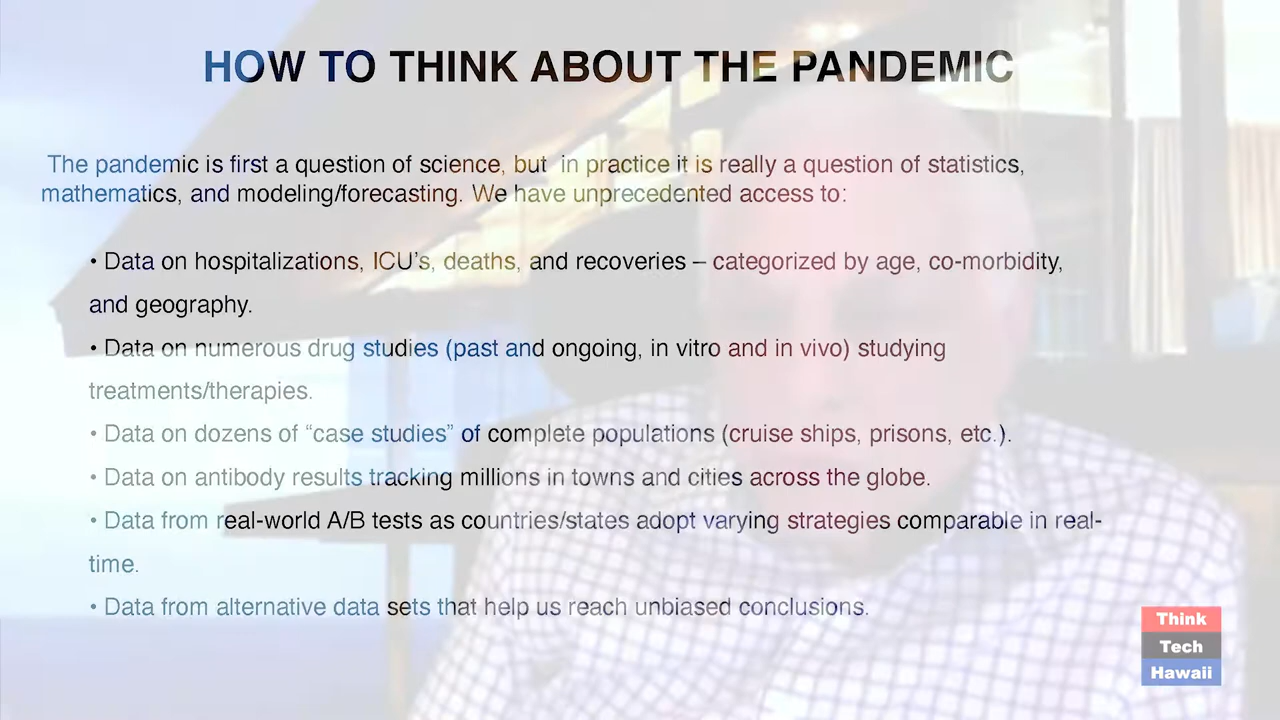 HOW TO THINK ABOUT THE PANDEMIC
The pandemic is first a question of science, but in practice it is really a question of statistics,
mathematics, and modeling/forecasting. We have unprecedented access to:
• Data on hospitalizations, ICU's, deaths, and recoveries – categorized by age, co-morbidity,
and geography.
• Data on numerous drug studies (past and ongoing, in vitro and in vivo) studying
treatments/therapies.
• Data on dozens of “case studies” of complete populations (cruise ships, prisons, etc.).
• Data on antibody results tracking millions in towns and cities across the globe.
• Data from real-world A/B tests as countries/states adopt varying strategies comparable in real-
time.
• Data from alternative data sets that help us reach unbiased conclusions.
Think
Tech
Hawaii